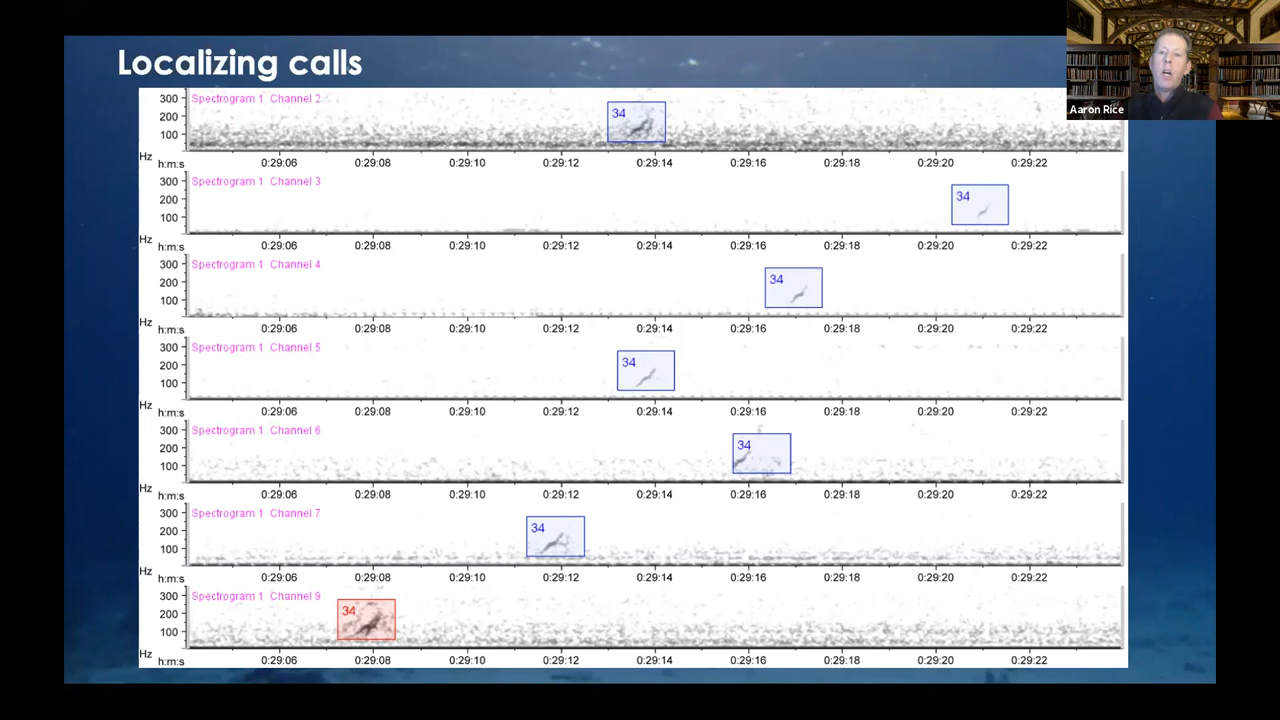 Localizing calls
Aaron Rice
300 Spectrogram 1 Channel 2
34
200
100
Hz
h:m:s 0:29:06 0:29:08 0:29:10 0:29:12 0:29:14 0:29:16 0:29:18 0:29:20 0:29:22
300 Spectrogram 1 Channel 3
34
200
100
Hz
h:m:s 0:29:06 0:29:08 0:29:10 0:29:12 0:29:14 0:29:16 0:29:18 0:29:20 0:29:22
300 Spectrogram 1 Channel 4
34
200
100
Hz
h:m:s 0:29:06 0:29:08 0:29:10 0:29:12 0:29:14 0:29:16 0:29:18 0:29:20 0:29:22
300 Spectrogram 1 Channel 5
34
200
100
Hz
h:m:s 0:29:06 0:29:08 0:29:10 0:29:12 0:29:14 0:29:16 0:29:18 0:29:20 0:29:22
300 Spectrogram 1 Channel 6
34
200
100
Hz
h:m:s 0:29:06 0:29:08 0:29:10 0:29:12 0:29:14 0:29:16 0:29:18 0:29:20 0:29:22
300 Spectrogram 1 Channel 7
34
200
100
Hz
h:m:s 0:29:06 0:29:08 0:29:10 0:29:12 0:29:14 0:29:16 0:29:18 0:29:20 0:29:22
300 Spectrogram 1 Channel 9
34
200
100
Hz
h:m:s 0:29:06 0:29:08 0:29:10 0:29:12 0:29:14 0:29:16 0:29:18 0:29:20 0:29:22